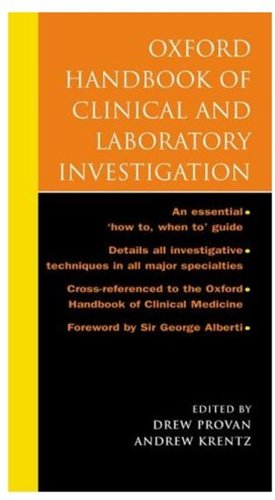 OXFORD
HANDBOOK OF
CLINICAL AND
LABORATORY
INVESTIGATION
An essential•
'how to, when to' guide
Details all investigative•
techniques in all major specialties
Cross-referenced to the Oxford•
Handbook of Clinical Medicine
Foreword by Sir George Alberti•
EDITED BY
DREW PROVAN
ANDREW KRENTZ